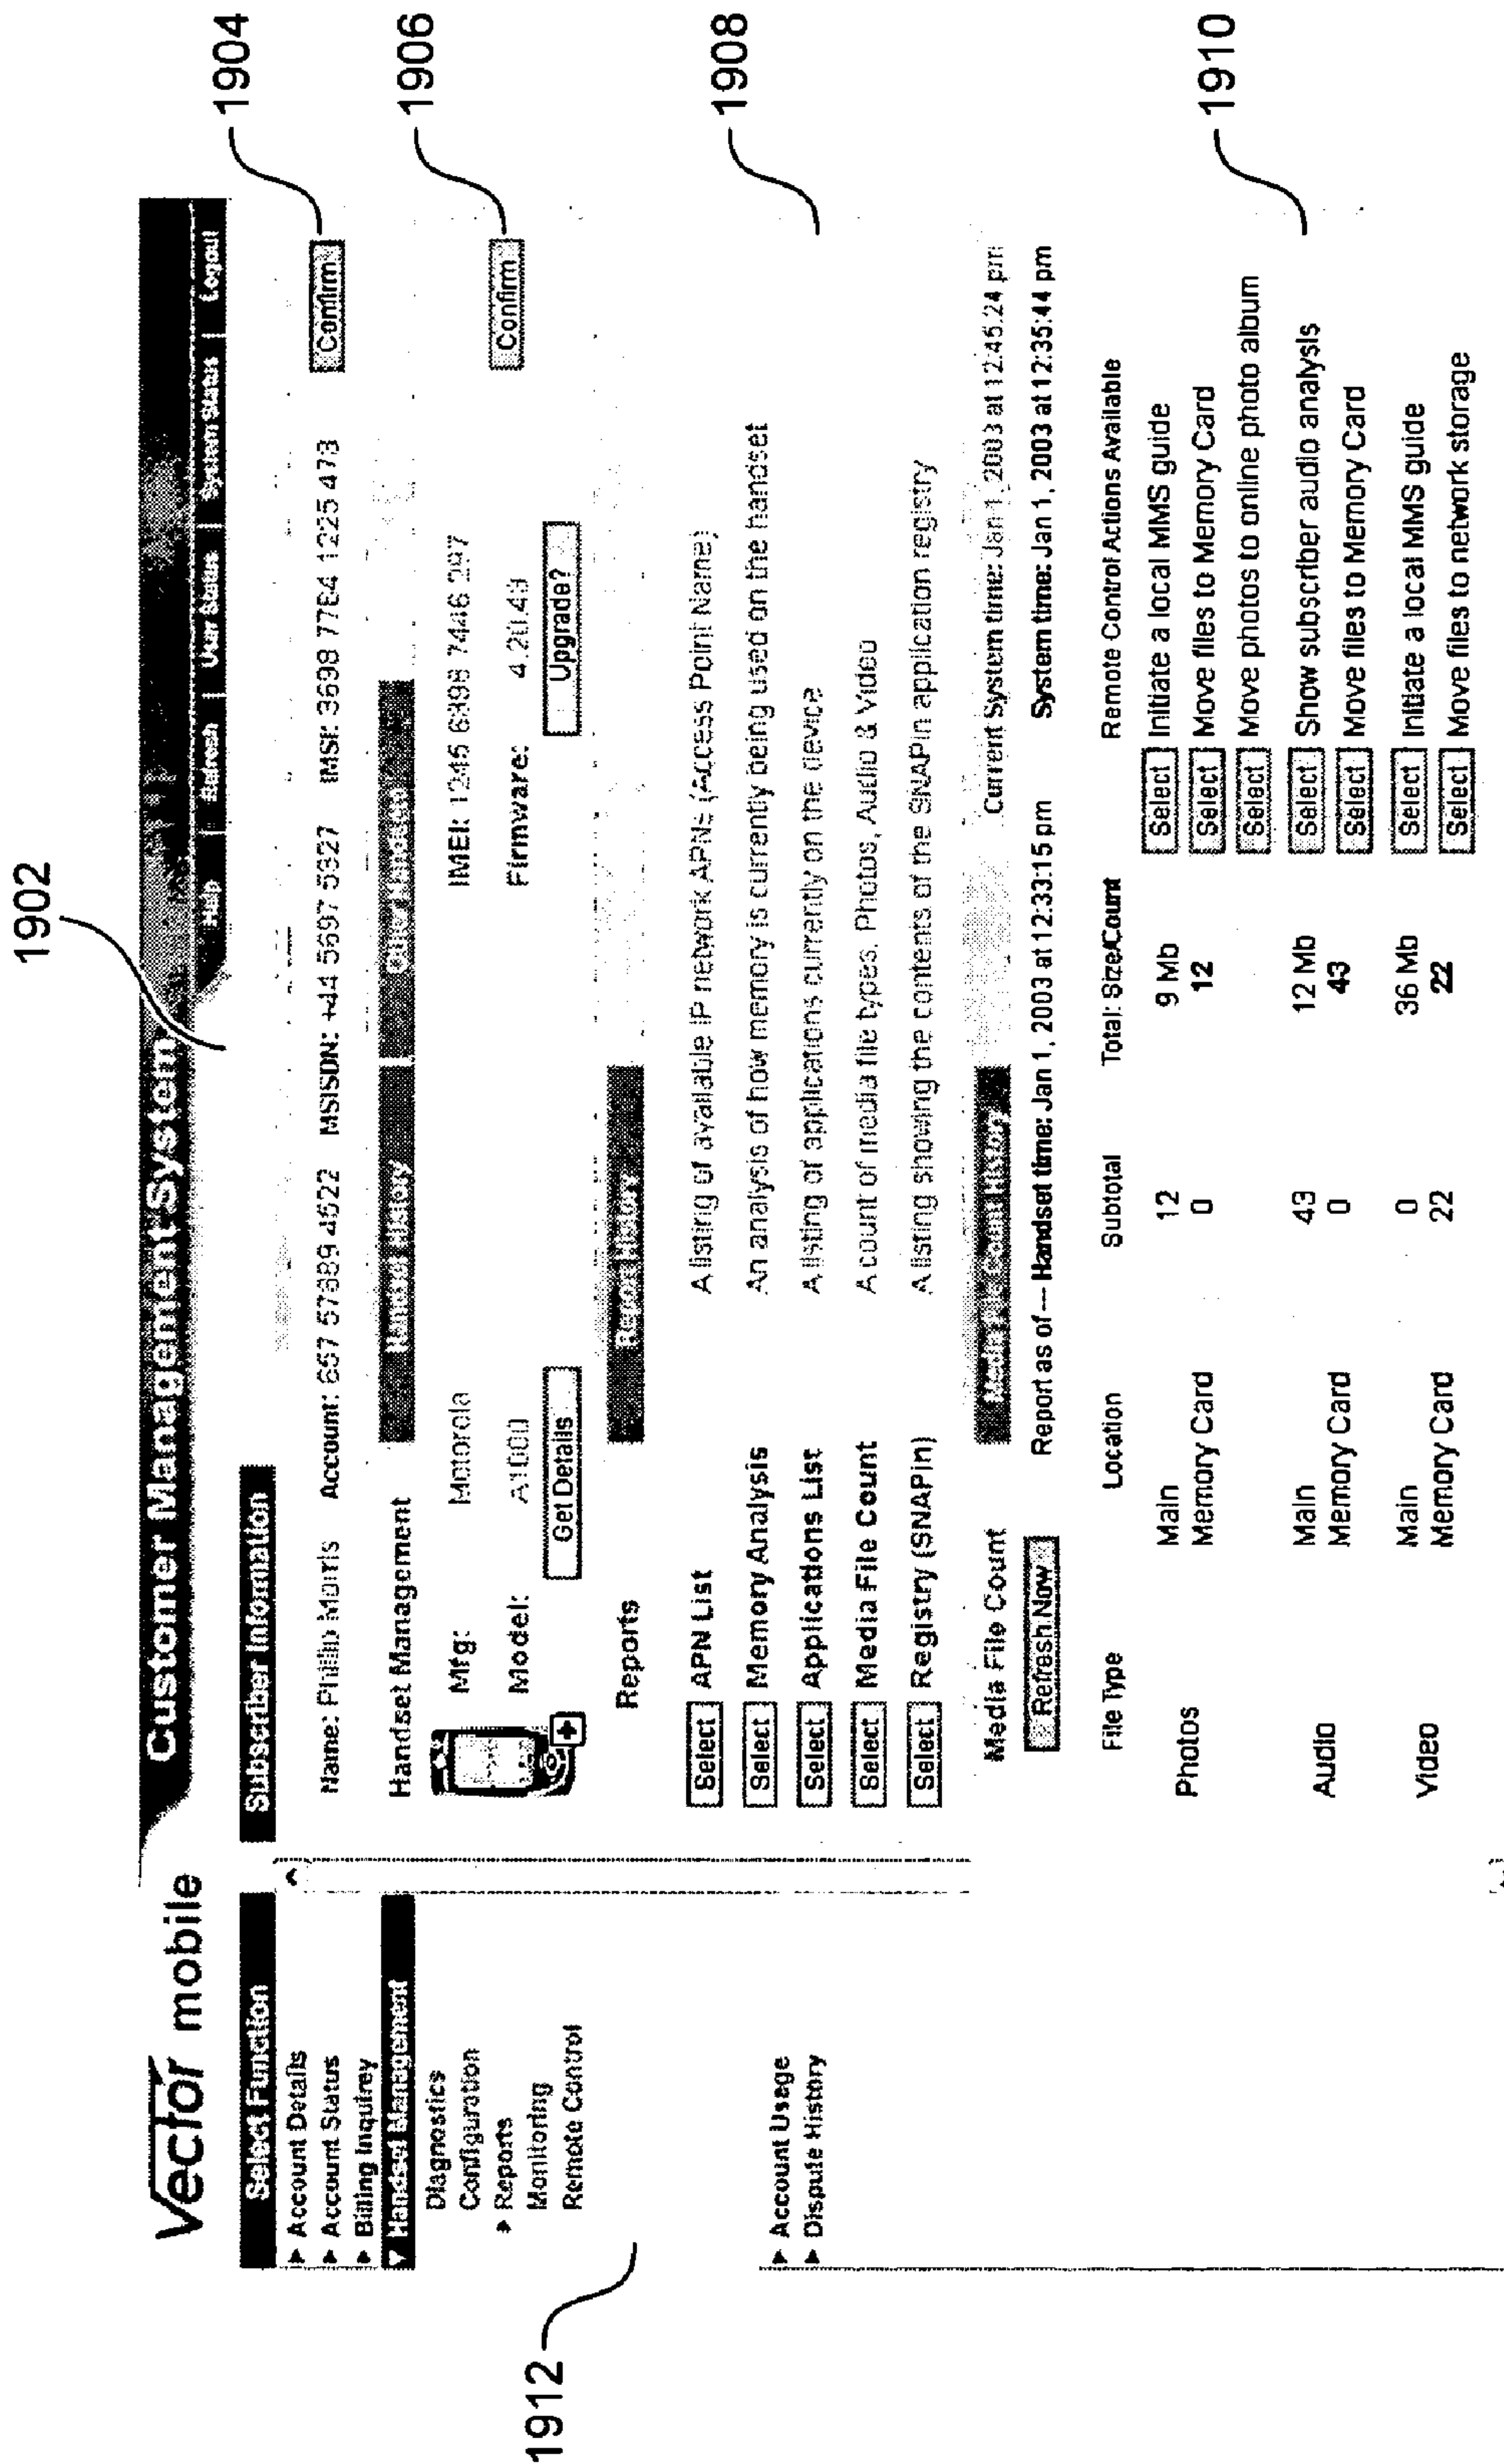 1902
Vector mobile
Customer Management System
Help | Refresh | User Status | System Status | Logout
Select Function
Subscriber Information
1904
▶ Account Details
▶ Account Status
▶ Billing Inquirey
▼ Handset Management
Diagnostics
Configuration
▶ Reports
Monitoring
Remote Control
1912
▶ Account Usage
▶ Dispute History
Name: Phillip Morris Account: 657 57889 4522 MSISDN: +44 5697 5827 IMSI: 3698 7784 1225 478 Confirm
Handset Management Handset History Other Handsets
1906
Mfg: Motorola IMEI: 1245 6898 7446 297
Model: A1000 Firmware: 4.20.49 Confirm
Get Details Upgrade?
Reports Report History
1908
Select APN List A listing of available IP network APNs (Access Point Name)
Select Memory Analysis An analysis of how memory is currently being used on the handset
Select Applications List A listing of applications currently on the device
Select Media File Count A count of media file types. Photos, Audio & Video
Select Registry (SNAPin) A listing showing the contents of the SNAPin application registry
Media File Count Media File Count History Current System time: Jan 1, 2003 at 12:45:24 pm
Refresh Now Report as of --- Handset time: Jan 1, 2003 at 12:33:15 pm System time: Jan 1, 2003 at 12:35:44 pm
1910
File Type Location Subtotal Total: Size/Count Remote Control Actions Available
Photos Main 12 9 Mb Select Initiate a local MMS guide
Memory Card 0 12 Select Move files to Memory Card
Select Move photos to online photo album
Audio Main 43 12 Mb Select Show subscriber audio analysis
Memory Card 0 43 Select Move files to Memory Card
Video Main 0 36 Mb Select Initiate a local MMS guide
Memory Card 22 22 Select Move files to network storage